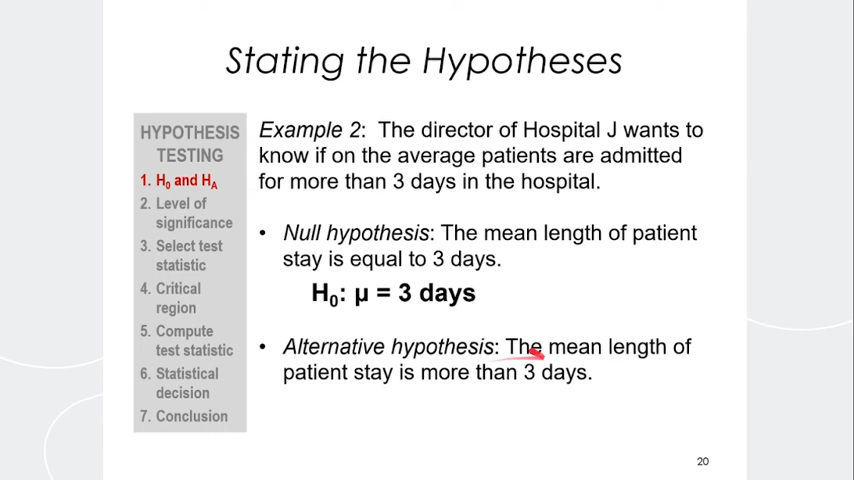 Stating the Hypotheses
HYPOTHESIS
TESTING
1. H₀ and Hₐ
2. Level of
significance
3. Select test
statistic
4. Critical
region
5. Compute
test statistic
6. Statistical
decision
7. Conclusion
Example 2: The director of Hospital J wants to
know if on the average patients are admitted
for more than 3 days in the hospital.
• Null hypothesis: The mean length of patient
stay is equal to 3 days.
H₀: μ = 3 days
• Alternative hypothesis: The mean length of
patient stay is more than 3 days.
20